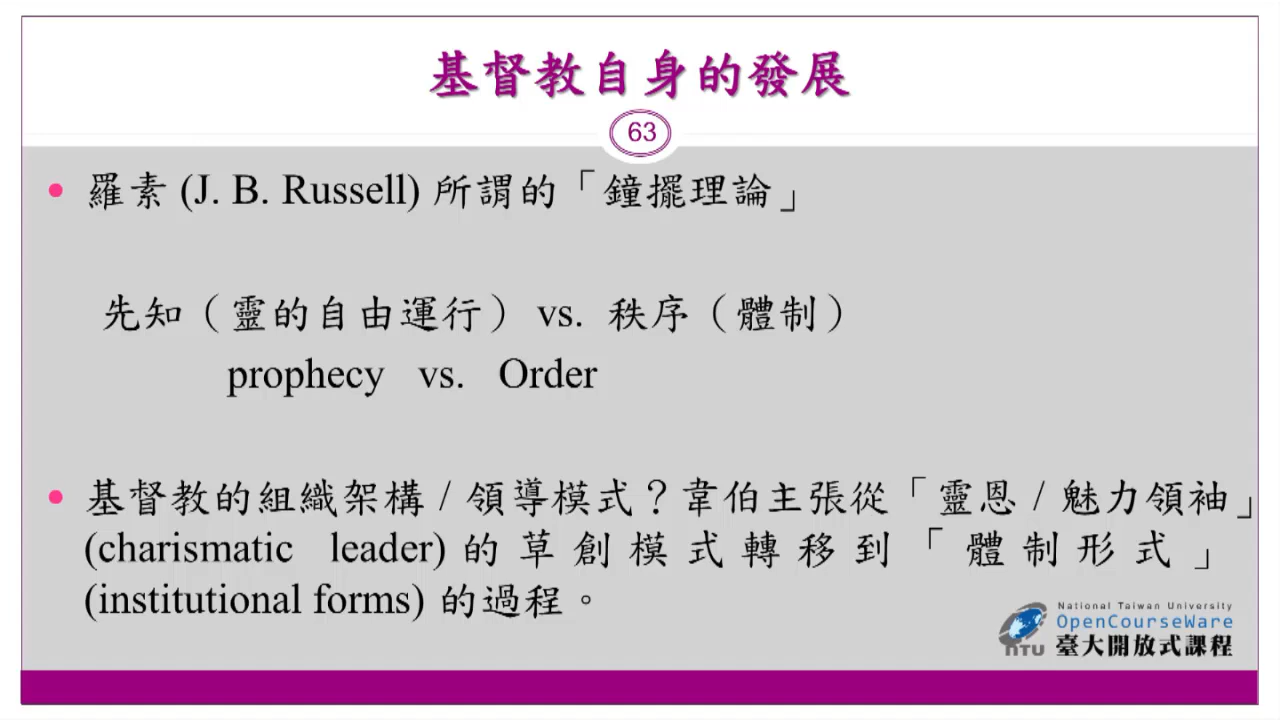 基督教自身的發展
63
• 羅素 (J. B. Russell) 所謂的「鐘擺理論」
先知（靈的自由運行） vs. 秩序（體制）
prophecy vs. Order
• 基督教的組織架構 / 領導模式？韋伯主張從「靈恩 / 魅力領袖」
(charismatic leader) 的草創模式轉移到「體制形式」
(institutional forms) 的過程。
National Taiwan University
OpenCourseWare
NTU 臺大開放式課程